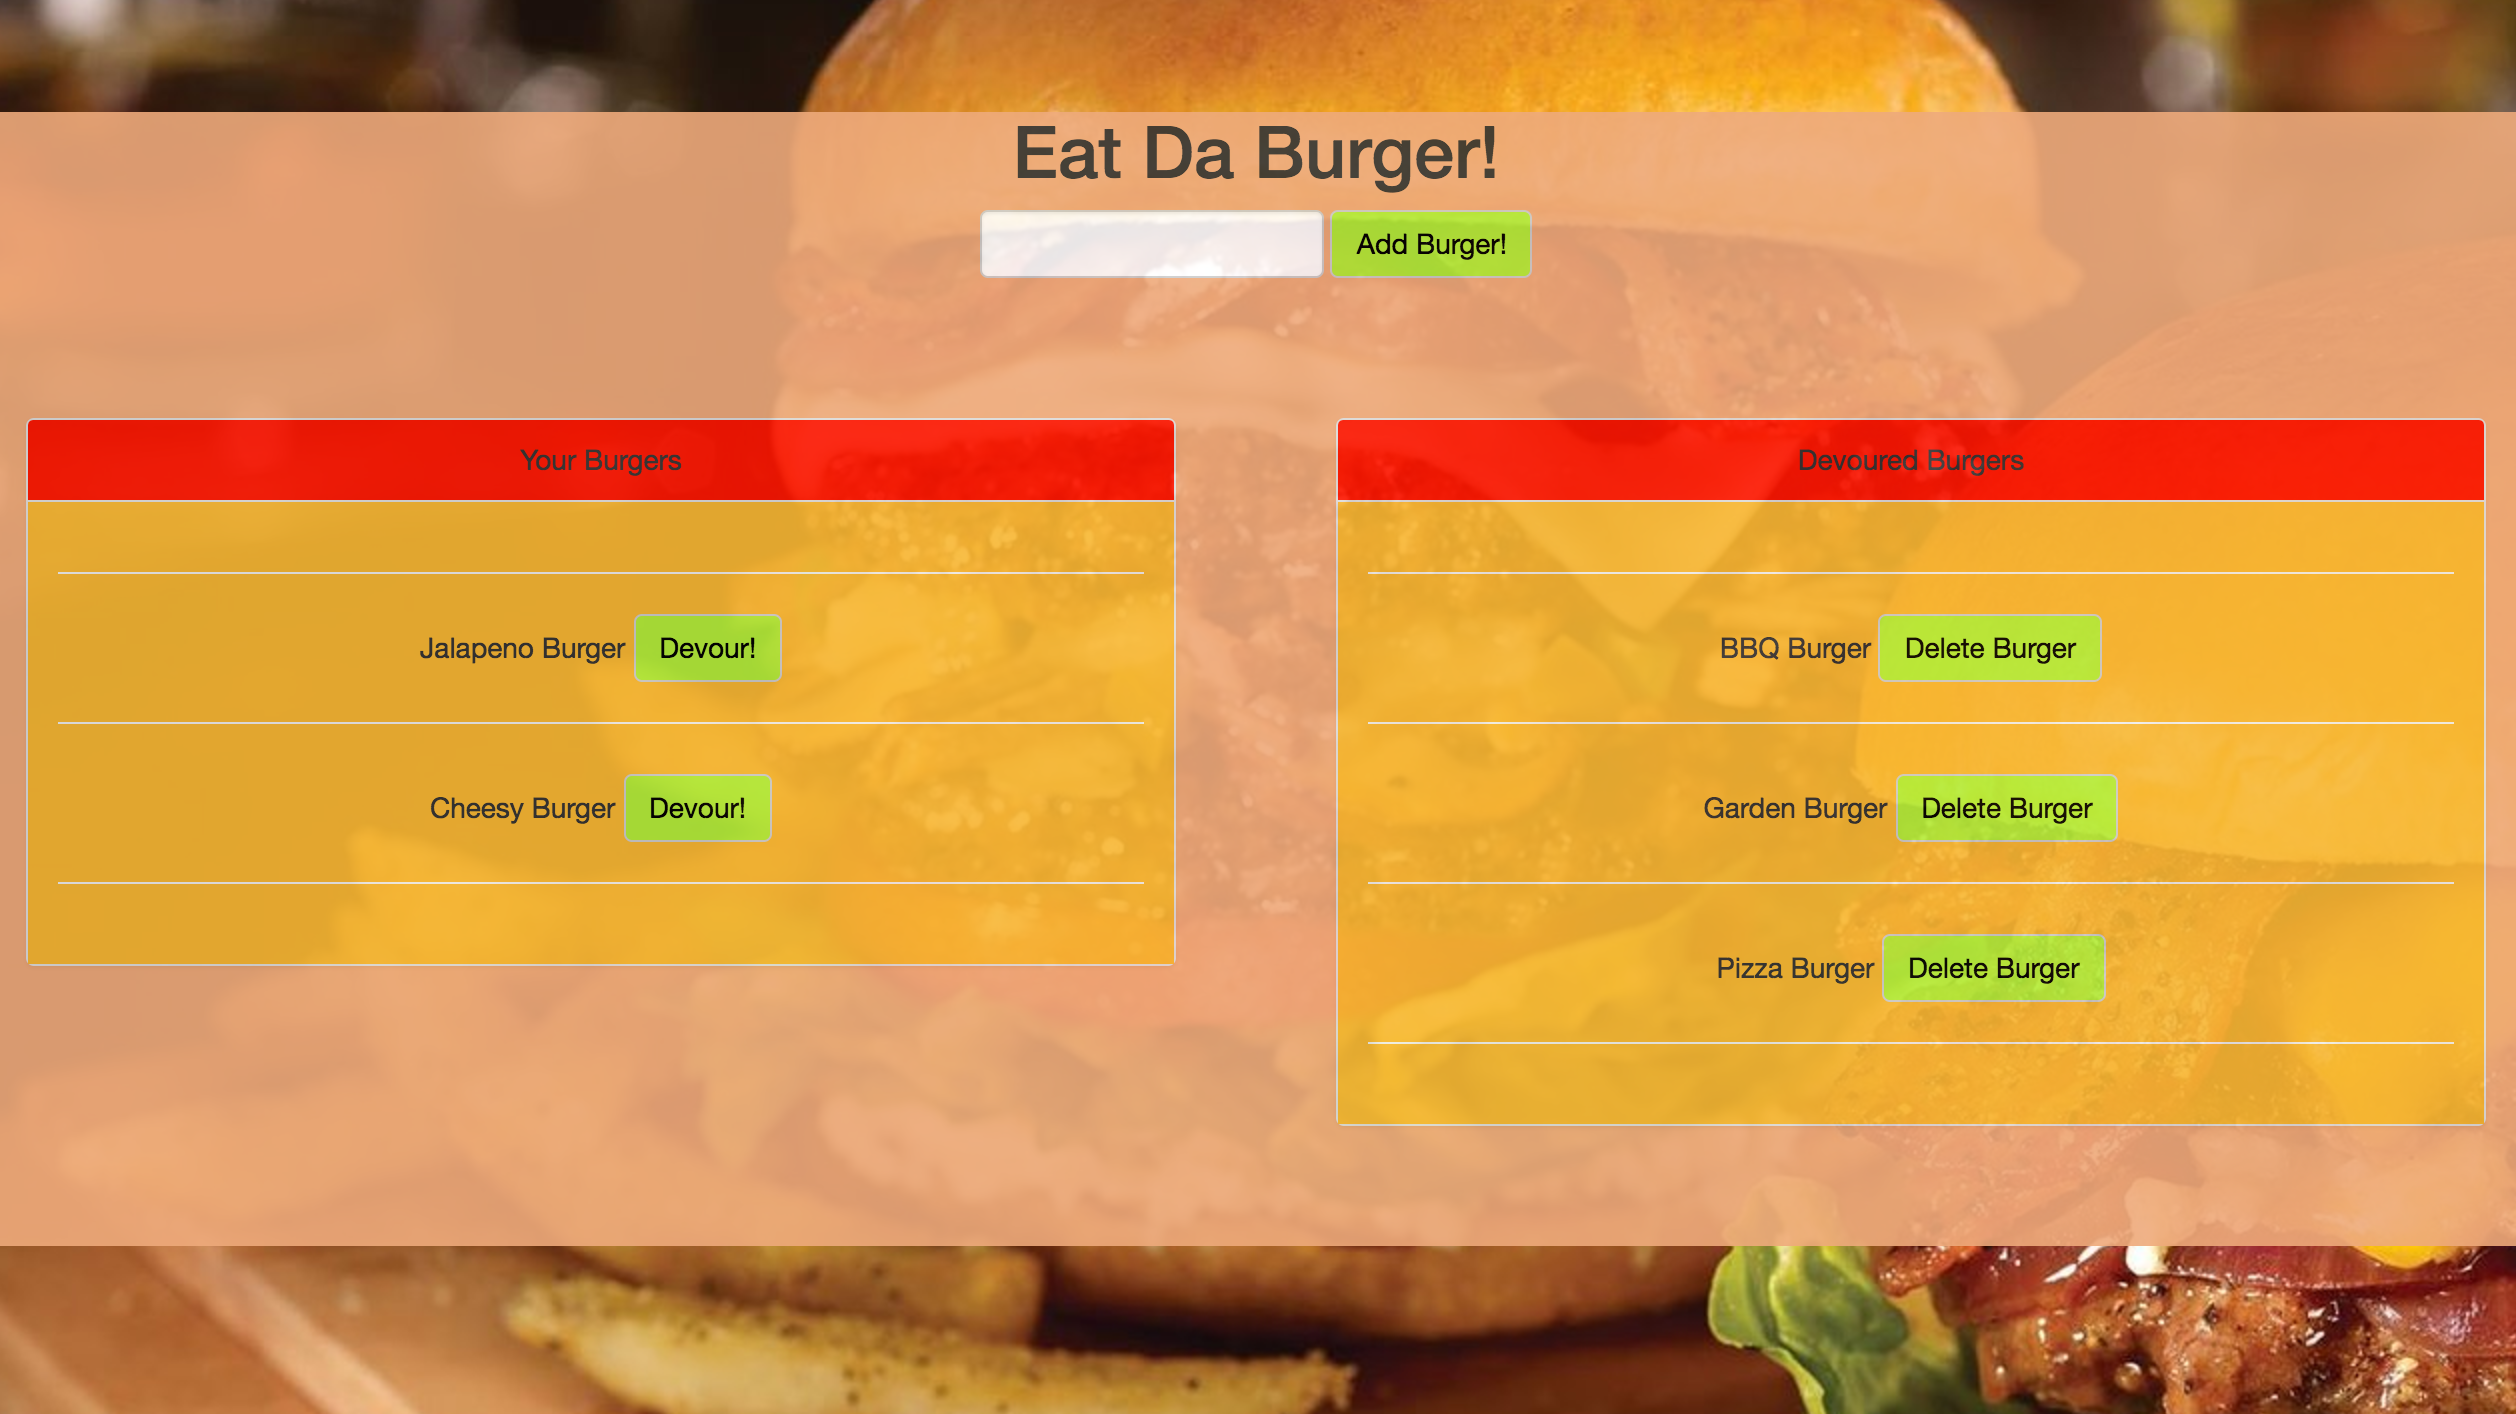 Eat Da Burger!
Add Burger!
Your Burgers
Jalapeno Burger Devour!
Cheesy Burger Devour!
Devoured Burgers
BBQ Burger Delete Burger
Garden Burger Delete Burger
Pizza Burger Delete Burger